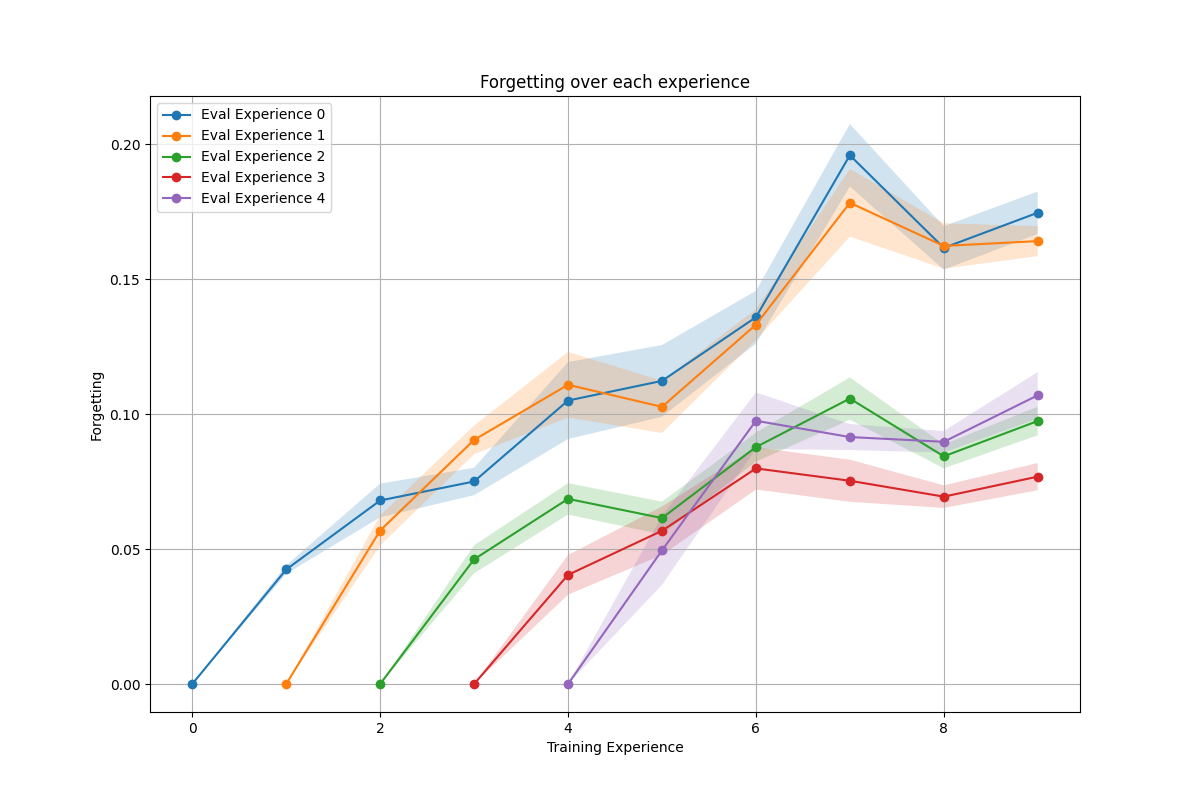 Forgetting over each experience
Eval Experience 0
Eval Experience 1
Eval Experience 2
Eval Experience 3
Eval Experience 4
0.20
0.15
0.10
0.05
0.00
Forgetting
0 2 4 6 8
Training Experience